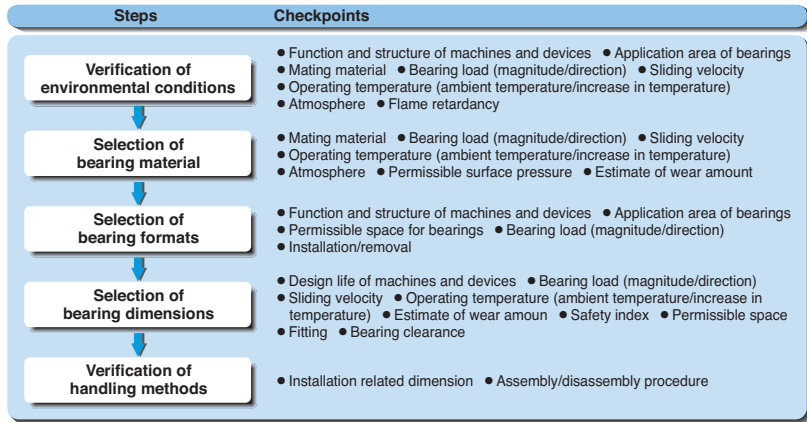 Steps Checkpoints
Verification of
environmental conditions
● Function and structure of machines and devices ● Application area of bearings
● Mating material ● Bearing load (magnitude/direction) ● Sliding velocity
● Operating temperature (ambient temperature/increase in temperature)
● Atmosphere ● Flame retardancy
Selection of
bearing material
● Mating material ● Bearing load (magnitude/direction) ● Sliding velocity
● Operating temperature (ambient temperature/increase in temperature)
● Atmosphere ● Permissible surface pressure ● Estimate of wear amount
Selection of
bearing formats
● Function and structure of machines and devices ● Application area of bearings
● Permissible space for bearings ● Bearing load (magnitude/direction)
● Installation/removal
Selection of
bearing dimensions
● Design life of machines and devices ● Bearing load (magnitude/direction)
● Sliding velocity ● Operating temperature (ambient temperature/increase in
temperature) ● Estimate of wear amoun ● Safety index ● Permissible space
● Fitting ● Bearing clearance
Verification of
handling methods
● Installation related dimension ● Assembly/disassembly procedure